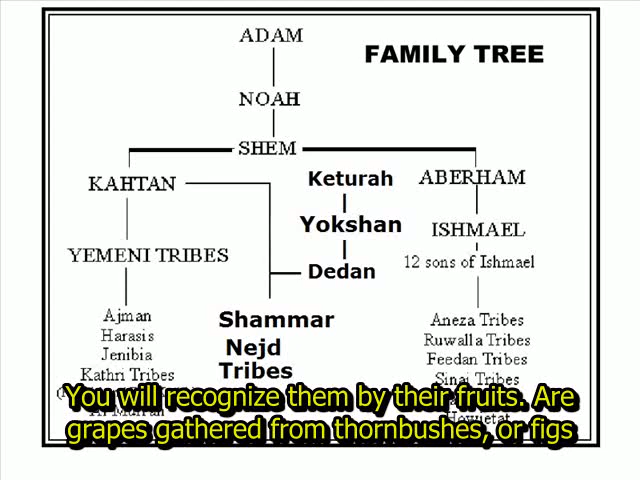 ADAM
FAMILY TREE
NOAH
SHEM
KAHTAN
Keturah
ABERHAM
Yokshan
ISHMAEL
YEMENI TRIBES
Dedan
12 sons of Ishmael
Ajman
Harasis
Jenibia
Kathri Tribes
Shammar
Nejd
Tribes
Aneza Tribes
Ruwalla Tribes
Feedan Tribes
Sinai Tribes
You will recognize them by their fruits. Are
grapes gathered from thornbushes, or figs